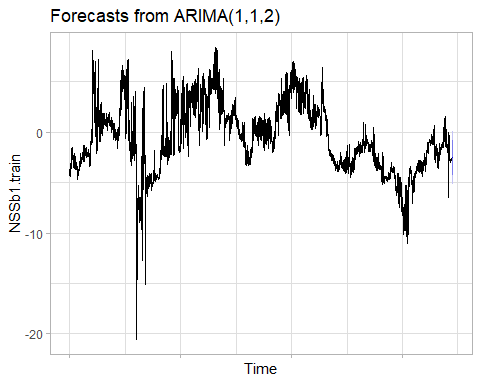 Forecasts from ARIMA(1,1,2)
0
-10
-20
NSSb1.train
Time